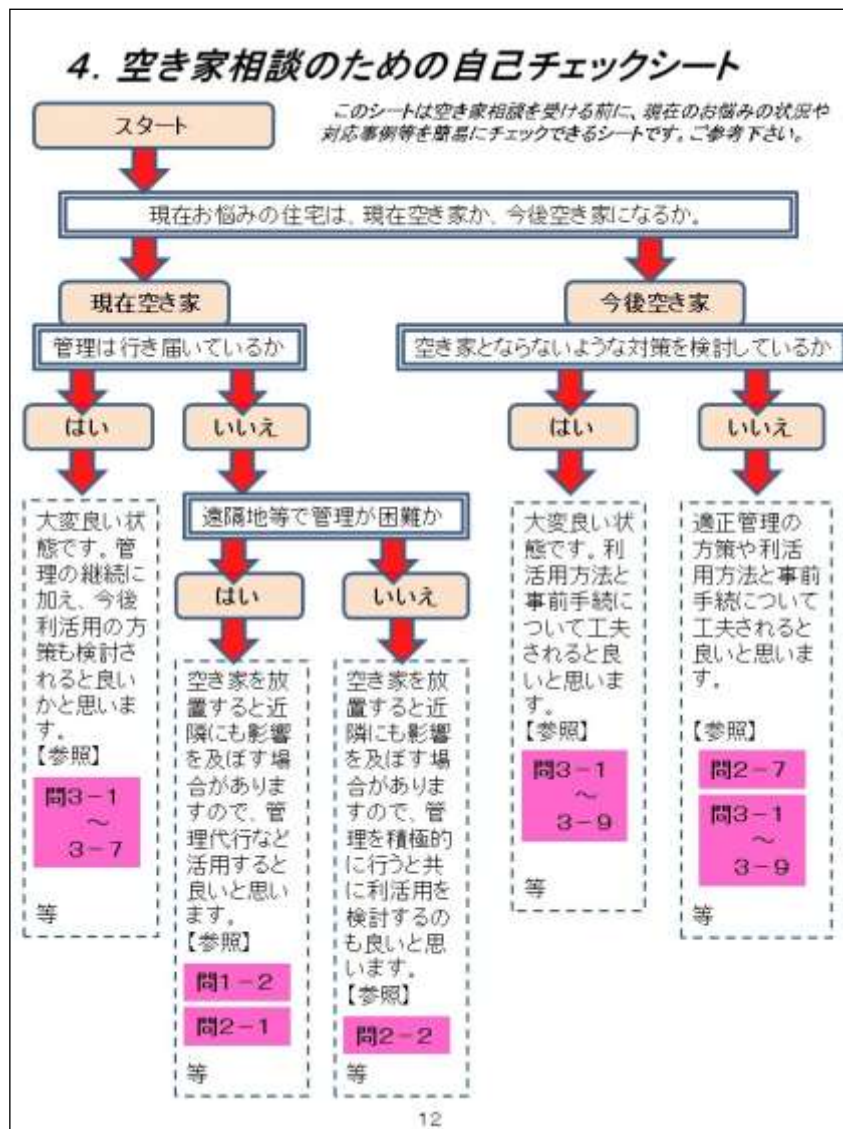 4．空き家相談のための自己チェックシート
このシートは空き家相談を受ける前に、現在のお悩みの状況や
対応事例等を簡易にチェックできるシートです。ご参考下さい。
スタート
現在お悩みの住宅は、現在空き家か、今後空き家になるか。
現在空き家
管理は行き届いているか
はい
大変良い状
態です。管
理の継続に
加え、今後
利活用の方
策も検討さ
れると良い
かと思いま
す。
【参照】
問3－1
～
3－7
等
いいえ
遠隔地等で管理が困難か
はい
空き家を放
置すると近
隣にも影響
を及ぼす場
合がありま
すので、管
理代行など
活用すると
良いと思い
ます。
【参照】
問1－2
問2－1
等
いいえ
空き家を放
置すると近
隣にも影響
を及ぼす場
合がありま
すので、管
理を積極的
に行うと共
に利活用を
検討するの
も良いと思
います。
【参照】
問2－2
等
今後空き家
空き家とならないような対策を検討しているか
はい
大変良い状
態です。利
活用方法と
事前手続に
ついて工夫
されると良
いと思いま
す。
【参照】
問3－1
～
3－9
等
いいえ
適正管理の
方策や利活
用方法と事前
手続について
工夫されると
良いと思いま
す。
【参照】
問2－7
問3－1
～
3－9
等
12